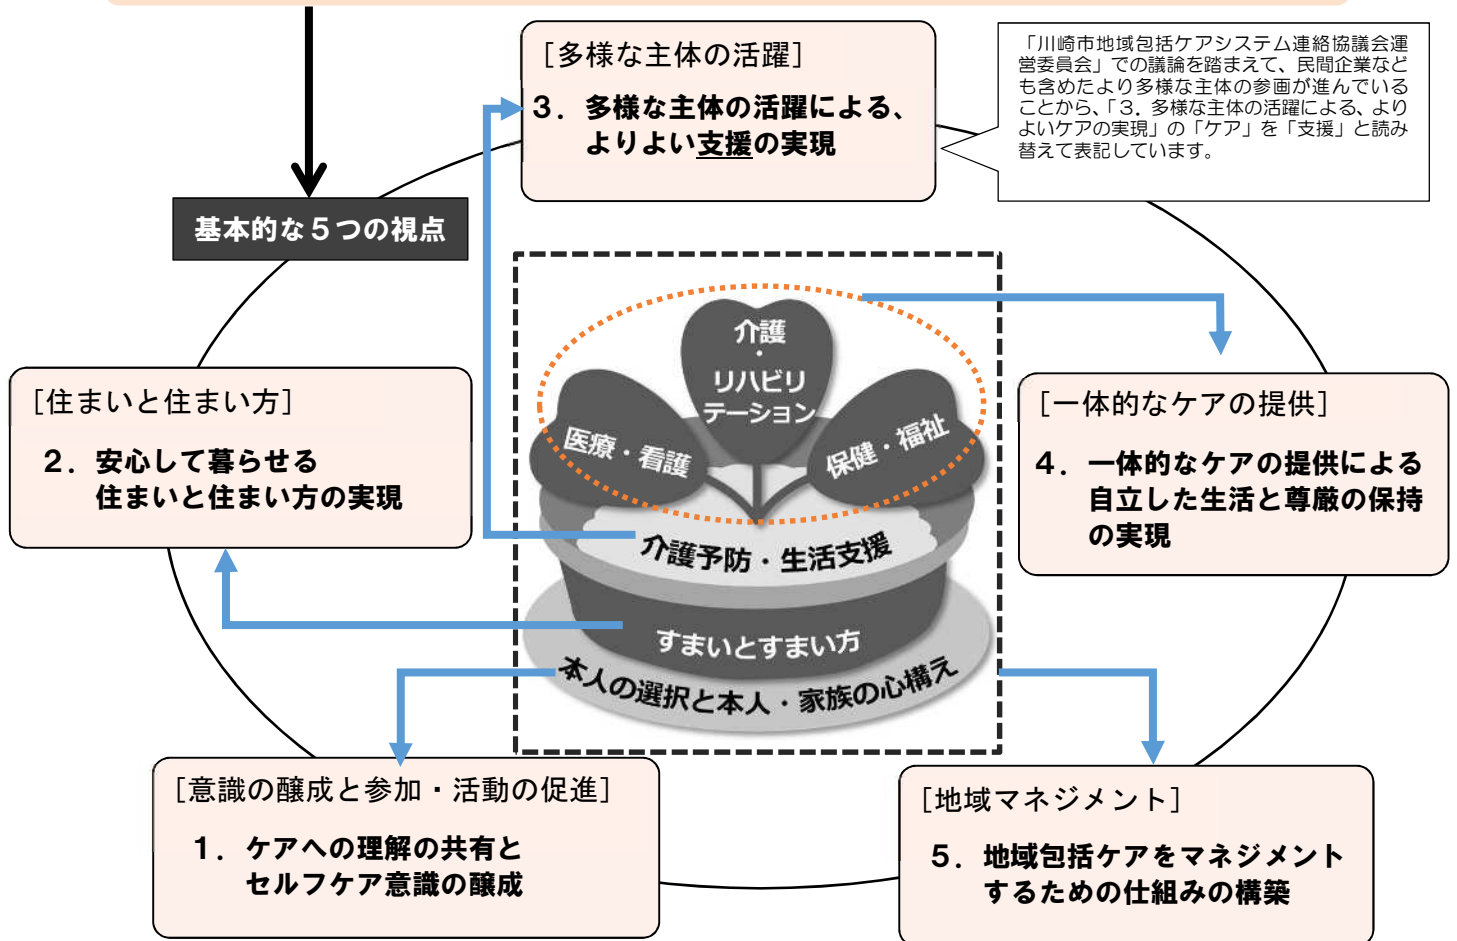 ［多様な主体の活躍］
３．多様な主体の活躍による、
よりよい支援の実現
「川崎市地域包括ケアシステム連絡協議会運
営委員会」での議論を踏まえて、民間企業など
も含めたより多様な主体の参画が進んでいる
ことから、「３．多様な主体の活躍による、より
よいケアの実現」の「ケア」を「支援」と読み
替えて表記しています。
基本的な５つの視点
［住まいと住まい方］
２．安心して暮らせる
住まいと住まい方の実現
介護
・
リハビリ
テーション
医療・看護
保健・福祉
介護予防・生活支援
すまいとすまい方
本人の選択と本人・家族の心構え
［一体的なケアの提供］
４．一体的なケアの提供による
自立した生活と尊厳の保持
の実現
［意識の醸成と参加・活動の促進］
１．ケアへの理解の共有と
セルフケア意識の醸成
［地域マネジメント］
５．地域包括ケアをマネジメント
するための仕組みの構築